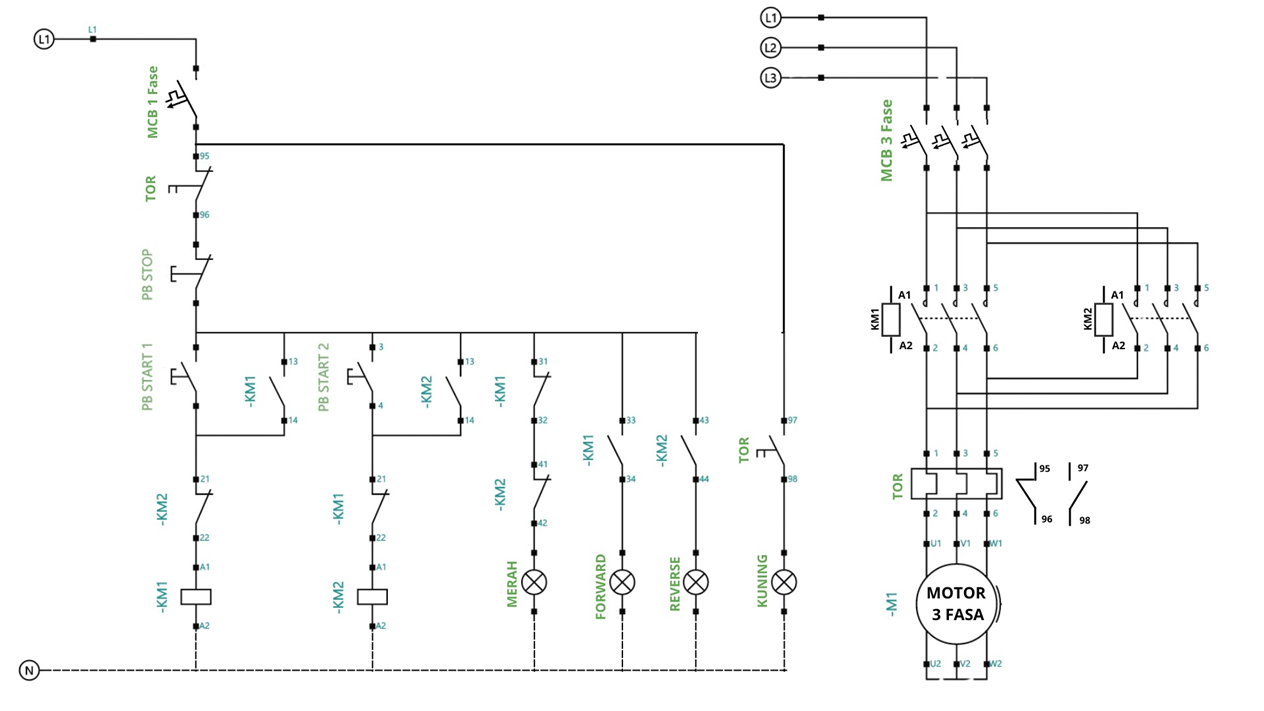 L1
L1
MCB 1 Fase
95
TOR
96
PB STOP
PB START 1
-KM1
13
14
PB START 2
3
4
-KM2
13
14
-KM1
31
32
-KM1
33
34
-KM2
43
44
TOR
97
98
-KM2
21
22
-KM1
21
22
-KM2
41
42
-KM1
A1
A2
-KM2
A1
A2
MERAH
FORWARD
REVERSE
KUNING
N
L1
L2
L3
MCB 3 Fase
KM1
A1
A2
1
3
5
2
4
6
KM2
A1
A2
1
3
5
2
4
6
TOR
1
3
5
2
4
6
95
96
97
98
U1
V1
W1
-M1
MOTOR
3 FASA
U2
V2
W2